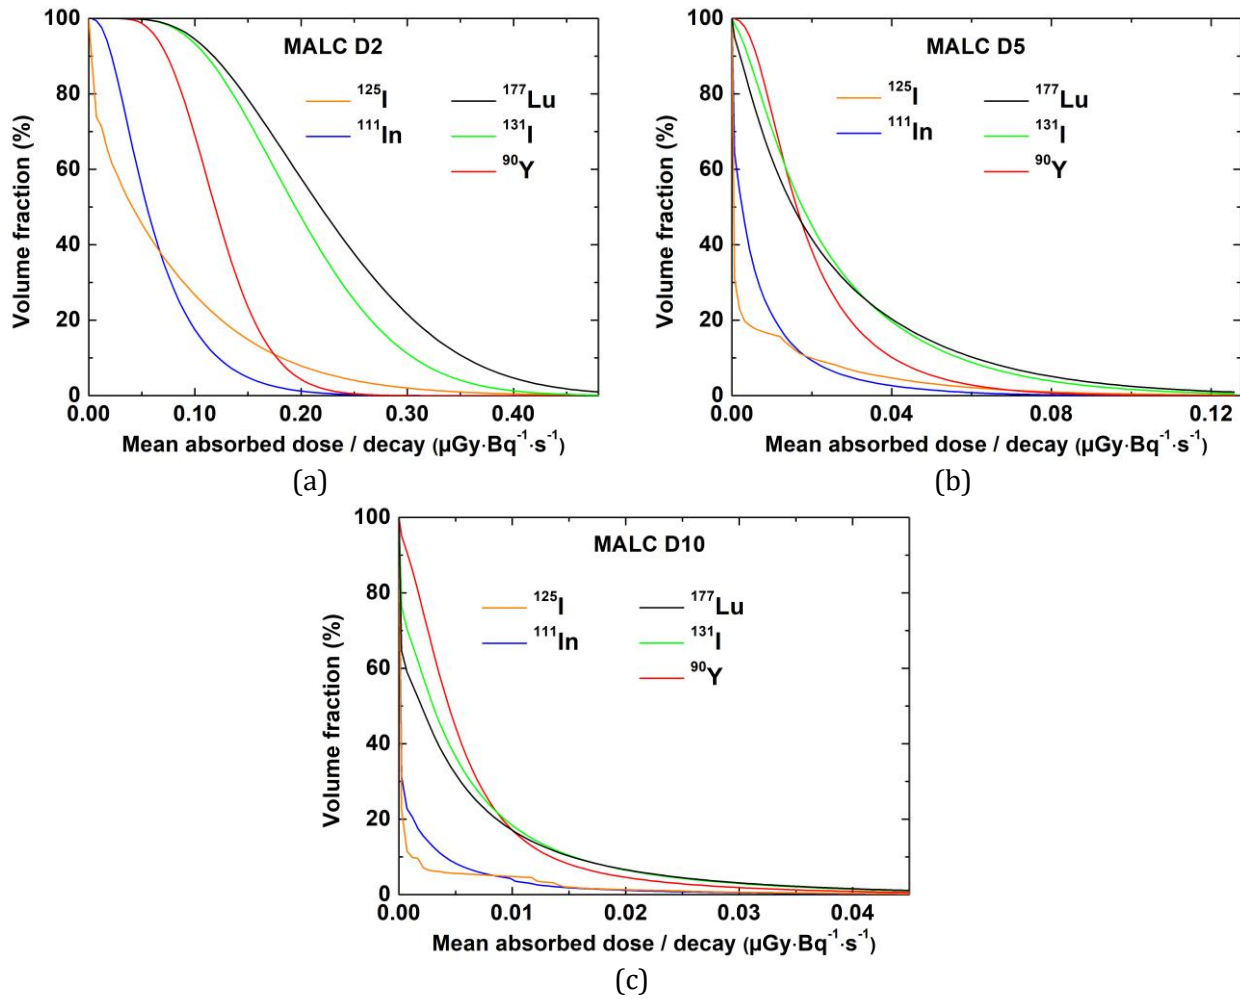 MALC D2
¹²⁵I
¹¹¹In
¹⁷⁷Lu
¹³¹I
⁹⁰Y
Volume fraction (%)
100
80
60
40
20
0
0.00 0.10 0.20 0.30 0.40
Mean absorbed dose / decay (µGy·Bq⁻¹·s⁻¹)
(a)
MALC D5
¹²⁵I
¹¹¹In
¹⁷⁷Lu
¹³¹I
⁹⁰Y
Volume fraction (%)
100
80
60
40
20
0
0.00 0.04 0.08 0.12
Mean absorbed dose / decay (µGy·Bq⁻¹·s⁻¹)
(b)
MALC D10
¹²⁵I
¹¹¹In
¹⁷⁷Lu
¹³¹I
⁹⁰Y
Volume fraction (%)
100
80
60
40
20
0
0.00 0.01 0.02 0.03 0.04
Mean absorbed dose / decay (µGy·Bq⁻¹·s⁻¹)
(c)